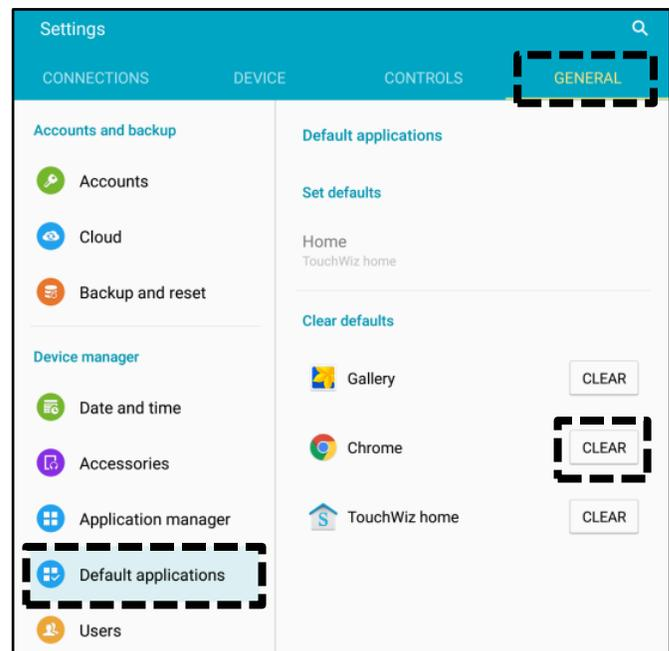 Settings
CONNECTIONS DEVICE CONTROLS GENERAL
Accounts and backup
Accounts
Cloud
Backup and reset
Device manager
Date and time
Accessories
Application manager
Default applications
Users
Default applications
Set defaults
Home
TouchWiz home
Clear defaults
Gallery CLEAR
Chrome CLEAR
S TouchWiz home CLEAR